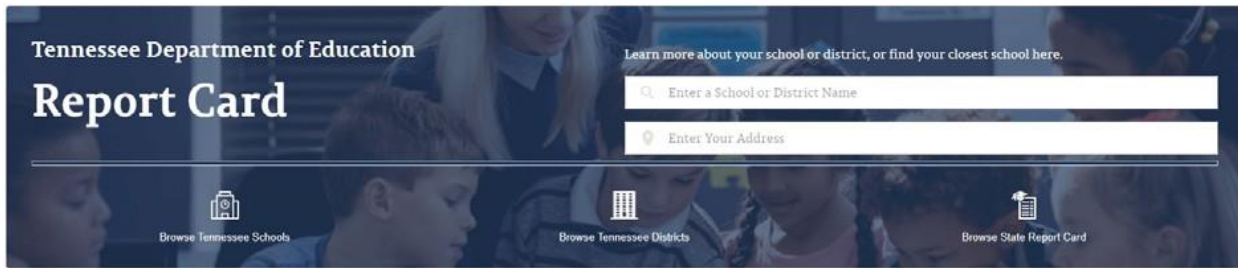 Tennessee Department of Education
Report Card
Learn more about your school or district, or find your closest school here.
Enter a School or District Name
Enter Your Address
Browse Tennessee Schools
Browse Tennessee Districts
Browse State Report Card